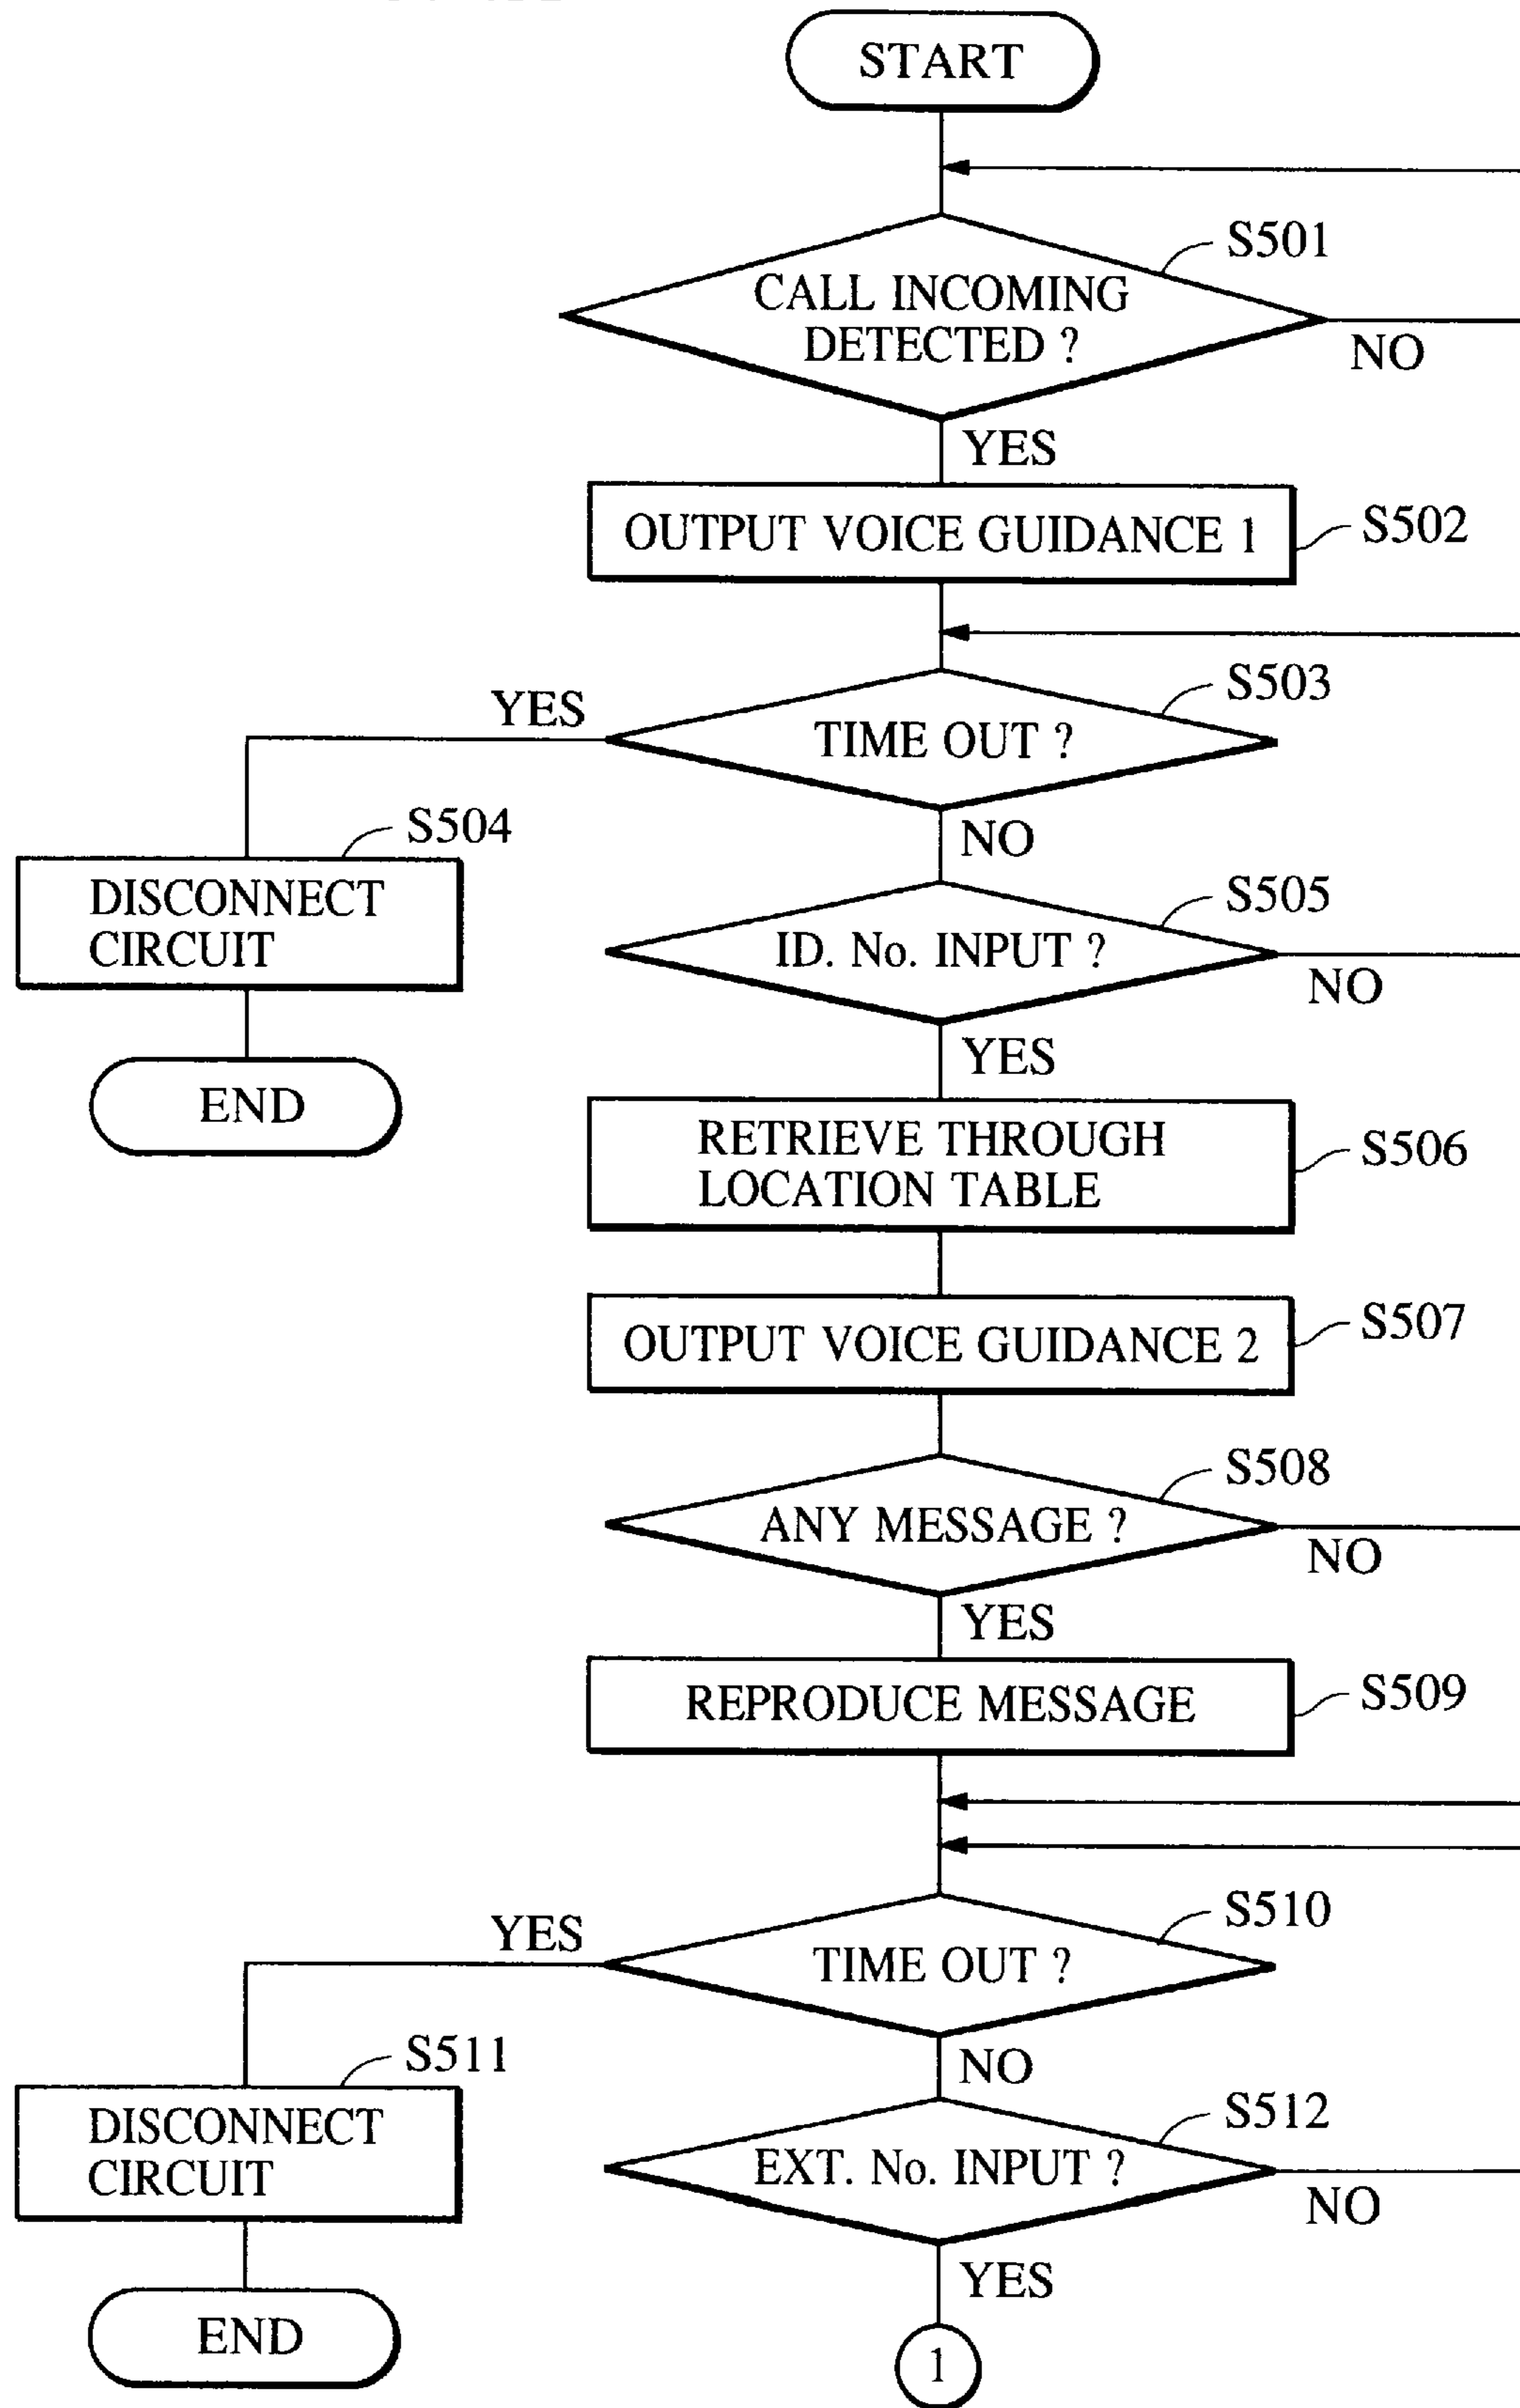 START
S501
CALL INCOMING
DETECTED ?
NO
YES
OUTPUT VOICE GUIDANCE 1
S502
S503
YES
TIME OUT ?
NO
S504
DISCONNECT
CIRCUIT
END
S505
ID. No. INPUT ?
NO
YES
RETRIEVE THROUGH
LOCATION TABLE
S506
OUTPUT VOICE GUIDANCE 2
S507
S508
ANY MESSAGE ?
NO
YES
REPRODUCE MESSAGE
S509
S510
YES
TIME OUT ?
NO
S511
DISCONNECT
CIRCUIT
END
S512
EXT. No. INPUT ?
NO
YES
1